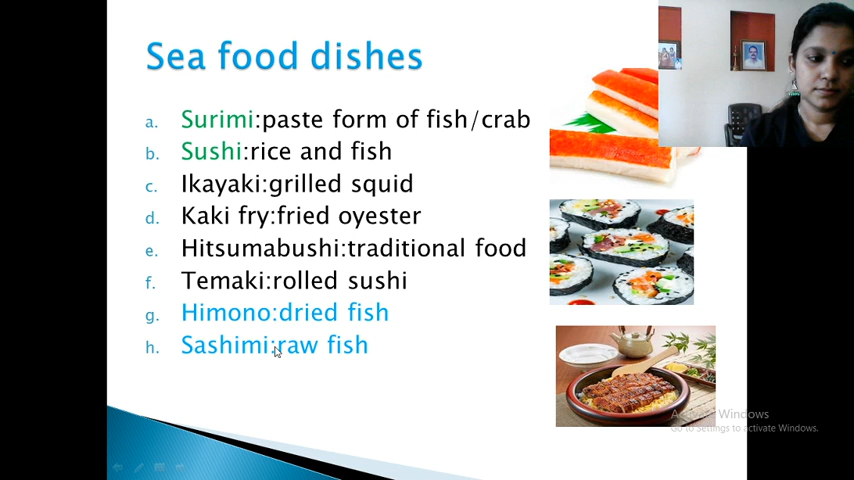 Sea food dishes
a. Surimi:paste form of fish/crab
b. Sushi:rice and fish
c. Ikayaki:grilled squid
d. Kaki fry:fried oyester
e. Hitsumabushi:traditional food
f. Temaki:rolled sushi
g. Himono:dried fish
h. Sashimi:raw fish
Activate Windows
Go to Settings to activate Windows.